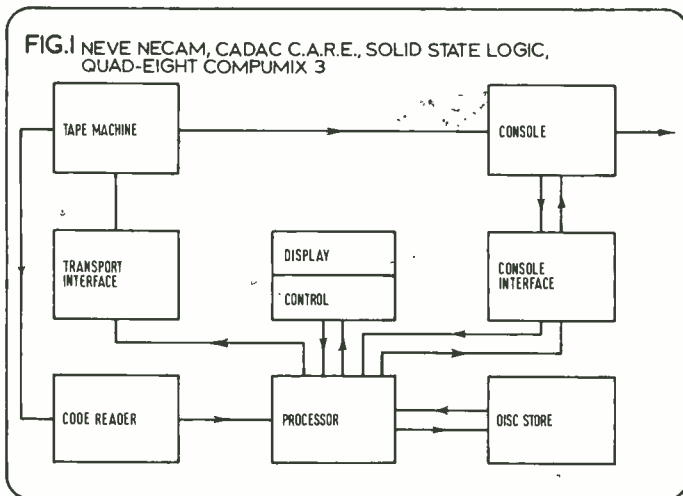 FIG.1 NEVE NECAM, CADAC C.A.R.E., SOLID STATE LOGIC,
QUAD-EIGHT COMPUMIX 3
TAPE MACHINE
CONSOLE
TRANSPORT
INTERFACE
DISPLAY
CONTROL
CONSOLE
INTERFACE
CODE READER
PROCESSOR
DISC STORE